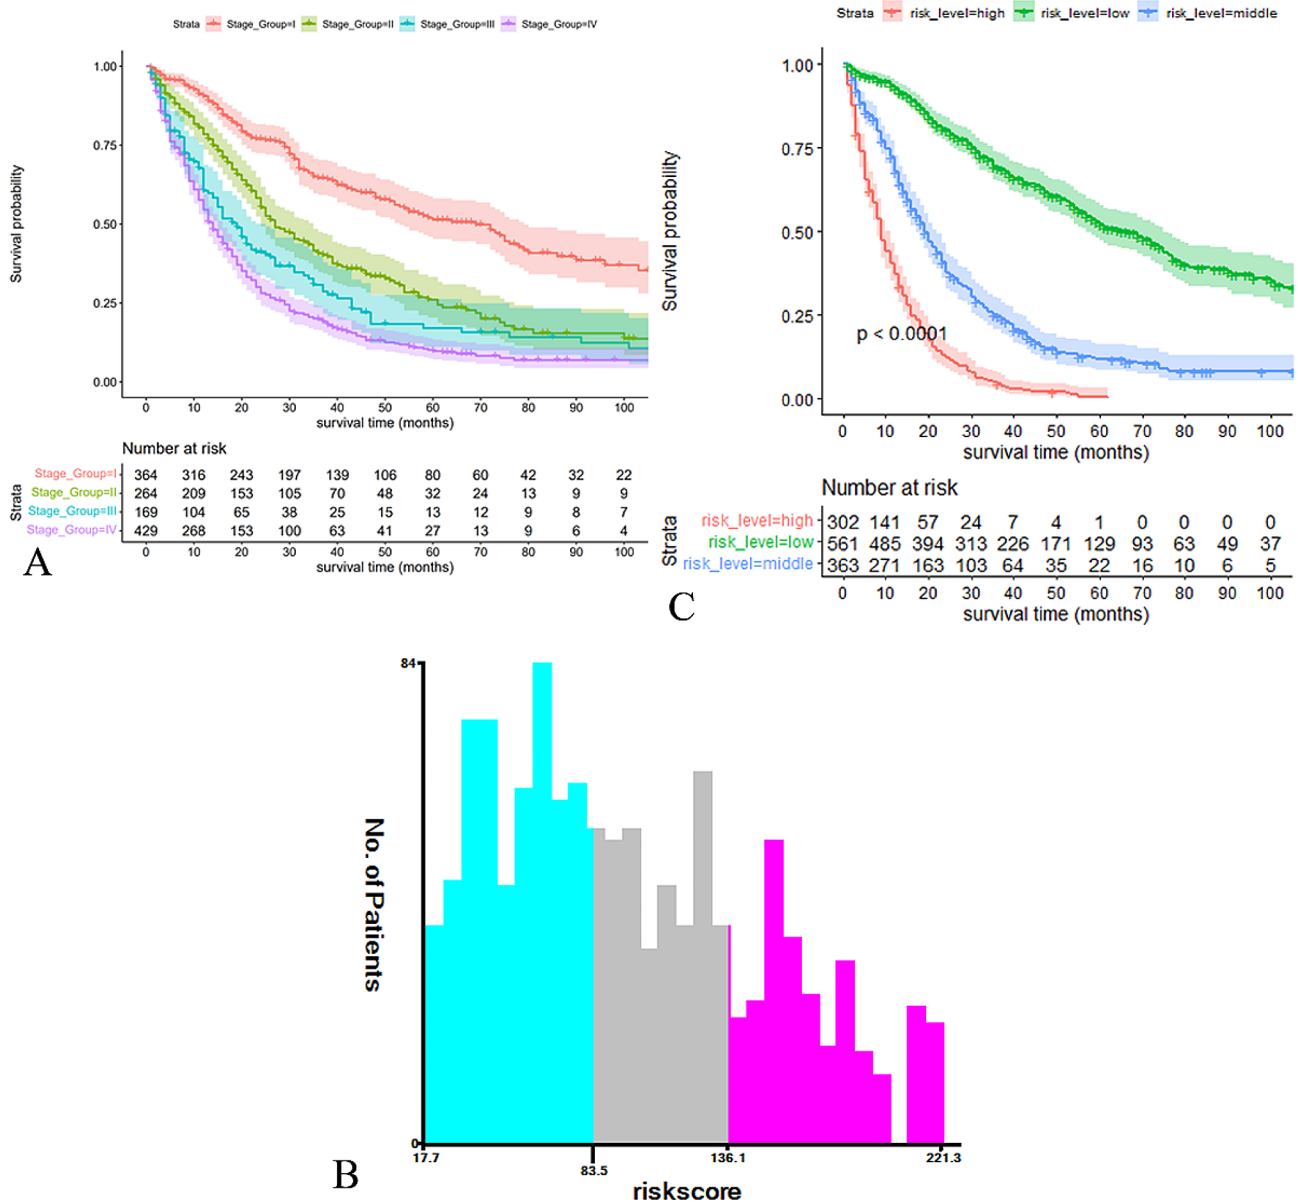 Strata Stage_Group=I Stage_Group=II Stage_Group=III Stage_Group=IV
1.00
0.75
0.50
0.25
0.00
Survival probability
0 10 20 30 40 50 60 70 80 90 100
survival time (months)
Number at risk
Strata
Stage_Group=I 364 316 243 197 139 106 80 60 42 32 22
Stage_Group=II 264 209 153 105 70 48 32 24 13 9 9
Stage_Group=III 169 104 65 38 25 15 13 12 9 8 7
Stage_Group=IV 429 268 153 100 63 41 27 13 9 6 4
0 10 20 30 40 50 60 70 80 90 100
survival time (months)
A
Strata risk_level=high risk_level=low risk_level=middle
1.00
0.75
0.50
0.25
0.00
Survival probability
p < 0.0001
0 10 20 30 40 50 60 70 80 90 100
survival time (months)
Number at risk
Strata
risk_level=high 302 141 57 24 7 4 1 0 0 0 0
risk_level=low 561 485 394 313 226 171 129 93 63 49 37
risk_level=middle 363 271 163 103 64 35 22 16 10 6 5
0 10 20 30 40 50 60 70 80 90 100
survival time (months)
C
84
0
No. of Patients
17.7 83.5 136.1 221.3
riskscore
B